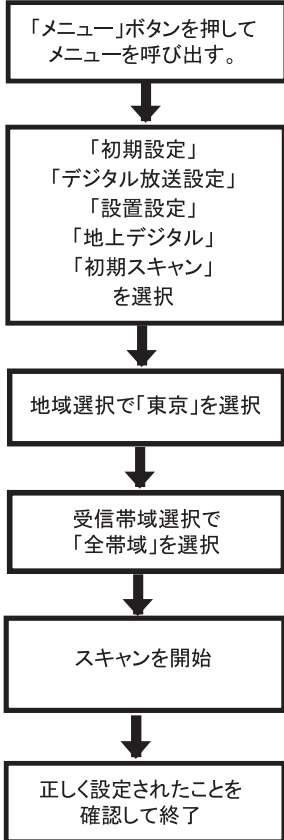 「メニュー」ボタンを押して
メニューを呼び出す。
「初期設定」
「デジタル放送設定」
「設置設定」
「地上デジタル」
「初期スキャン」
を選択
地域選択で「東京」を選択
受信帯域選択で
「全帯域」を選択
スキャンを開始
正しく設定されたことを
確認して終了